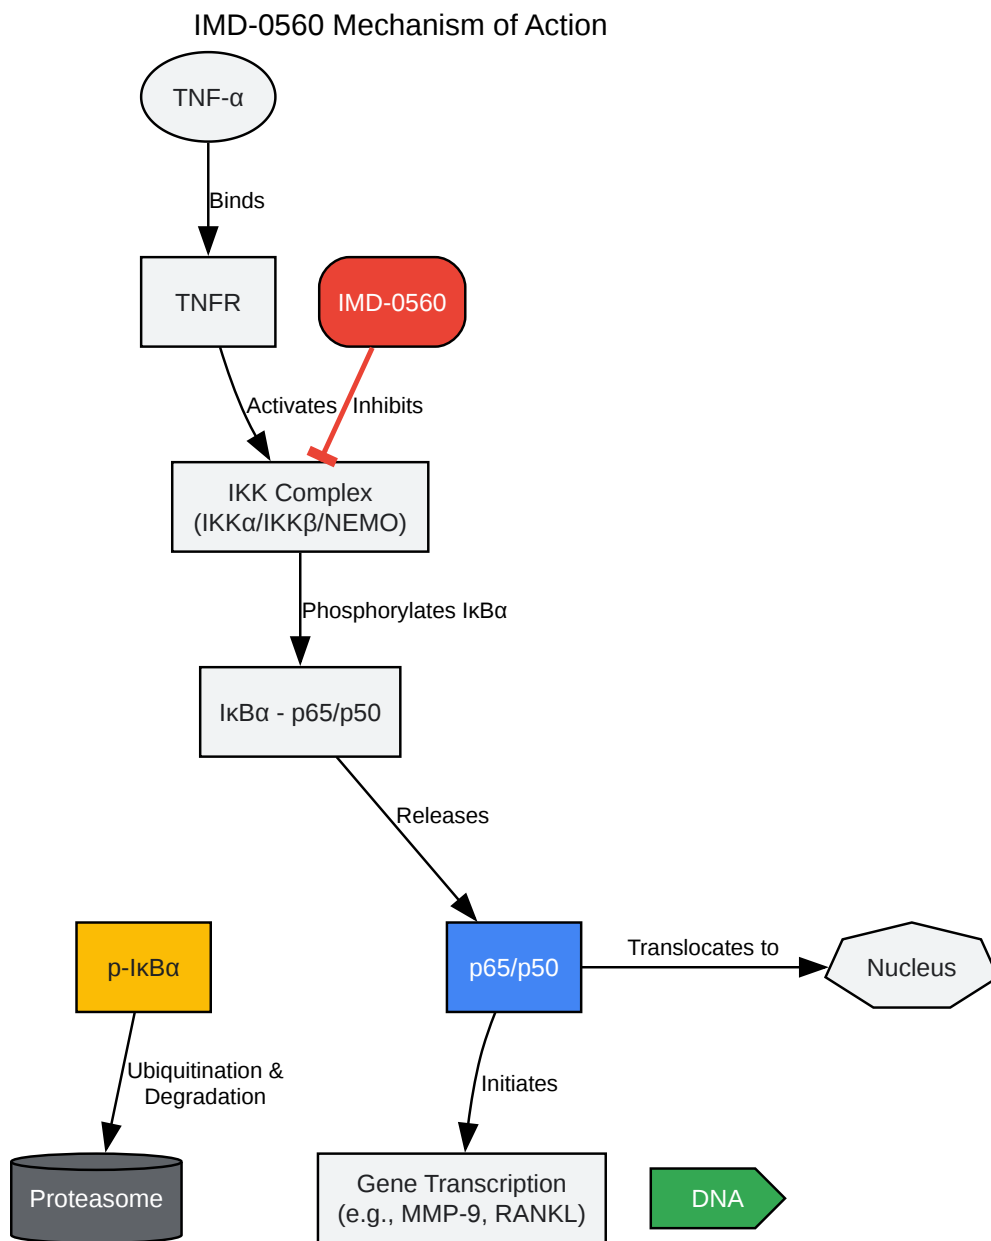 IMD-0560 Mechanism of Action
TNF-α
Binds
TNFR
IMD-0560
Activates
Inhibits
IKK Complex
(IKKα/IKKβ/NEMO)
Phosphorylates IκBα
IκBα - p65/p50
Releases
p-IκBα
p65/p50
Translocates to
Nucleus
Ubiquitination &
Degradation
Initiates
Proteasome
Gene Transcription
(e.g., MMP-9, RANKL)
DNA